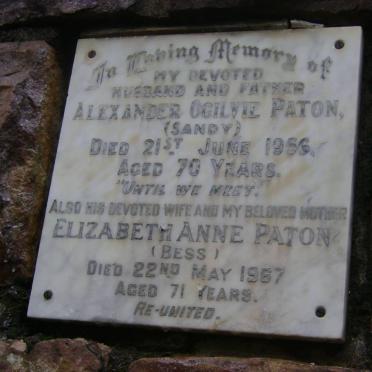 In Loving Memory of
MY DEVOTED
HUSBAND AND FATHER
ALEXANDER OGILVIE PATON,
(SANDY)
DIED 21ST JUNE 1966,
AGED 70 YEARS.
"UNTIL WE MEET."
ALSO HIS DEVOTED WIFE AND MY BELOVED MOTHER
ELIZABETH ANNE PATON
(BESS)
DIED 22ND MAY 1967
AGED 71 YEARS.
RE-UNITED.